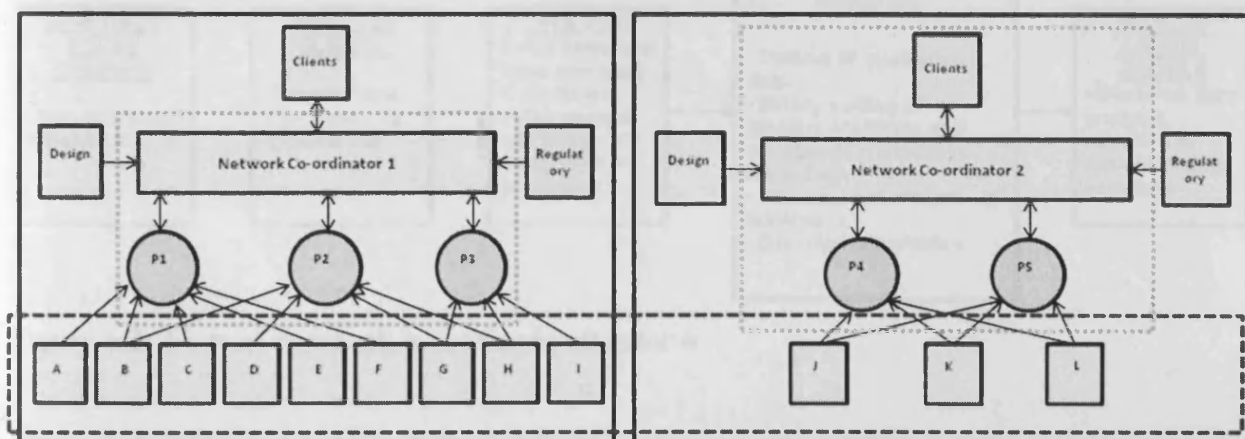 Clients
Design
Network Co-ordinator 1
Regulat
ory
P1
P2
P3
A
B
C
D
E
F
G
H
I
Clients
Design
Network Co-ordinator 2
Regulat
ory
P4
P5
J
K
L